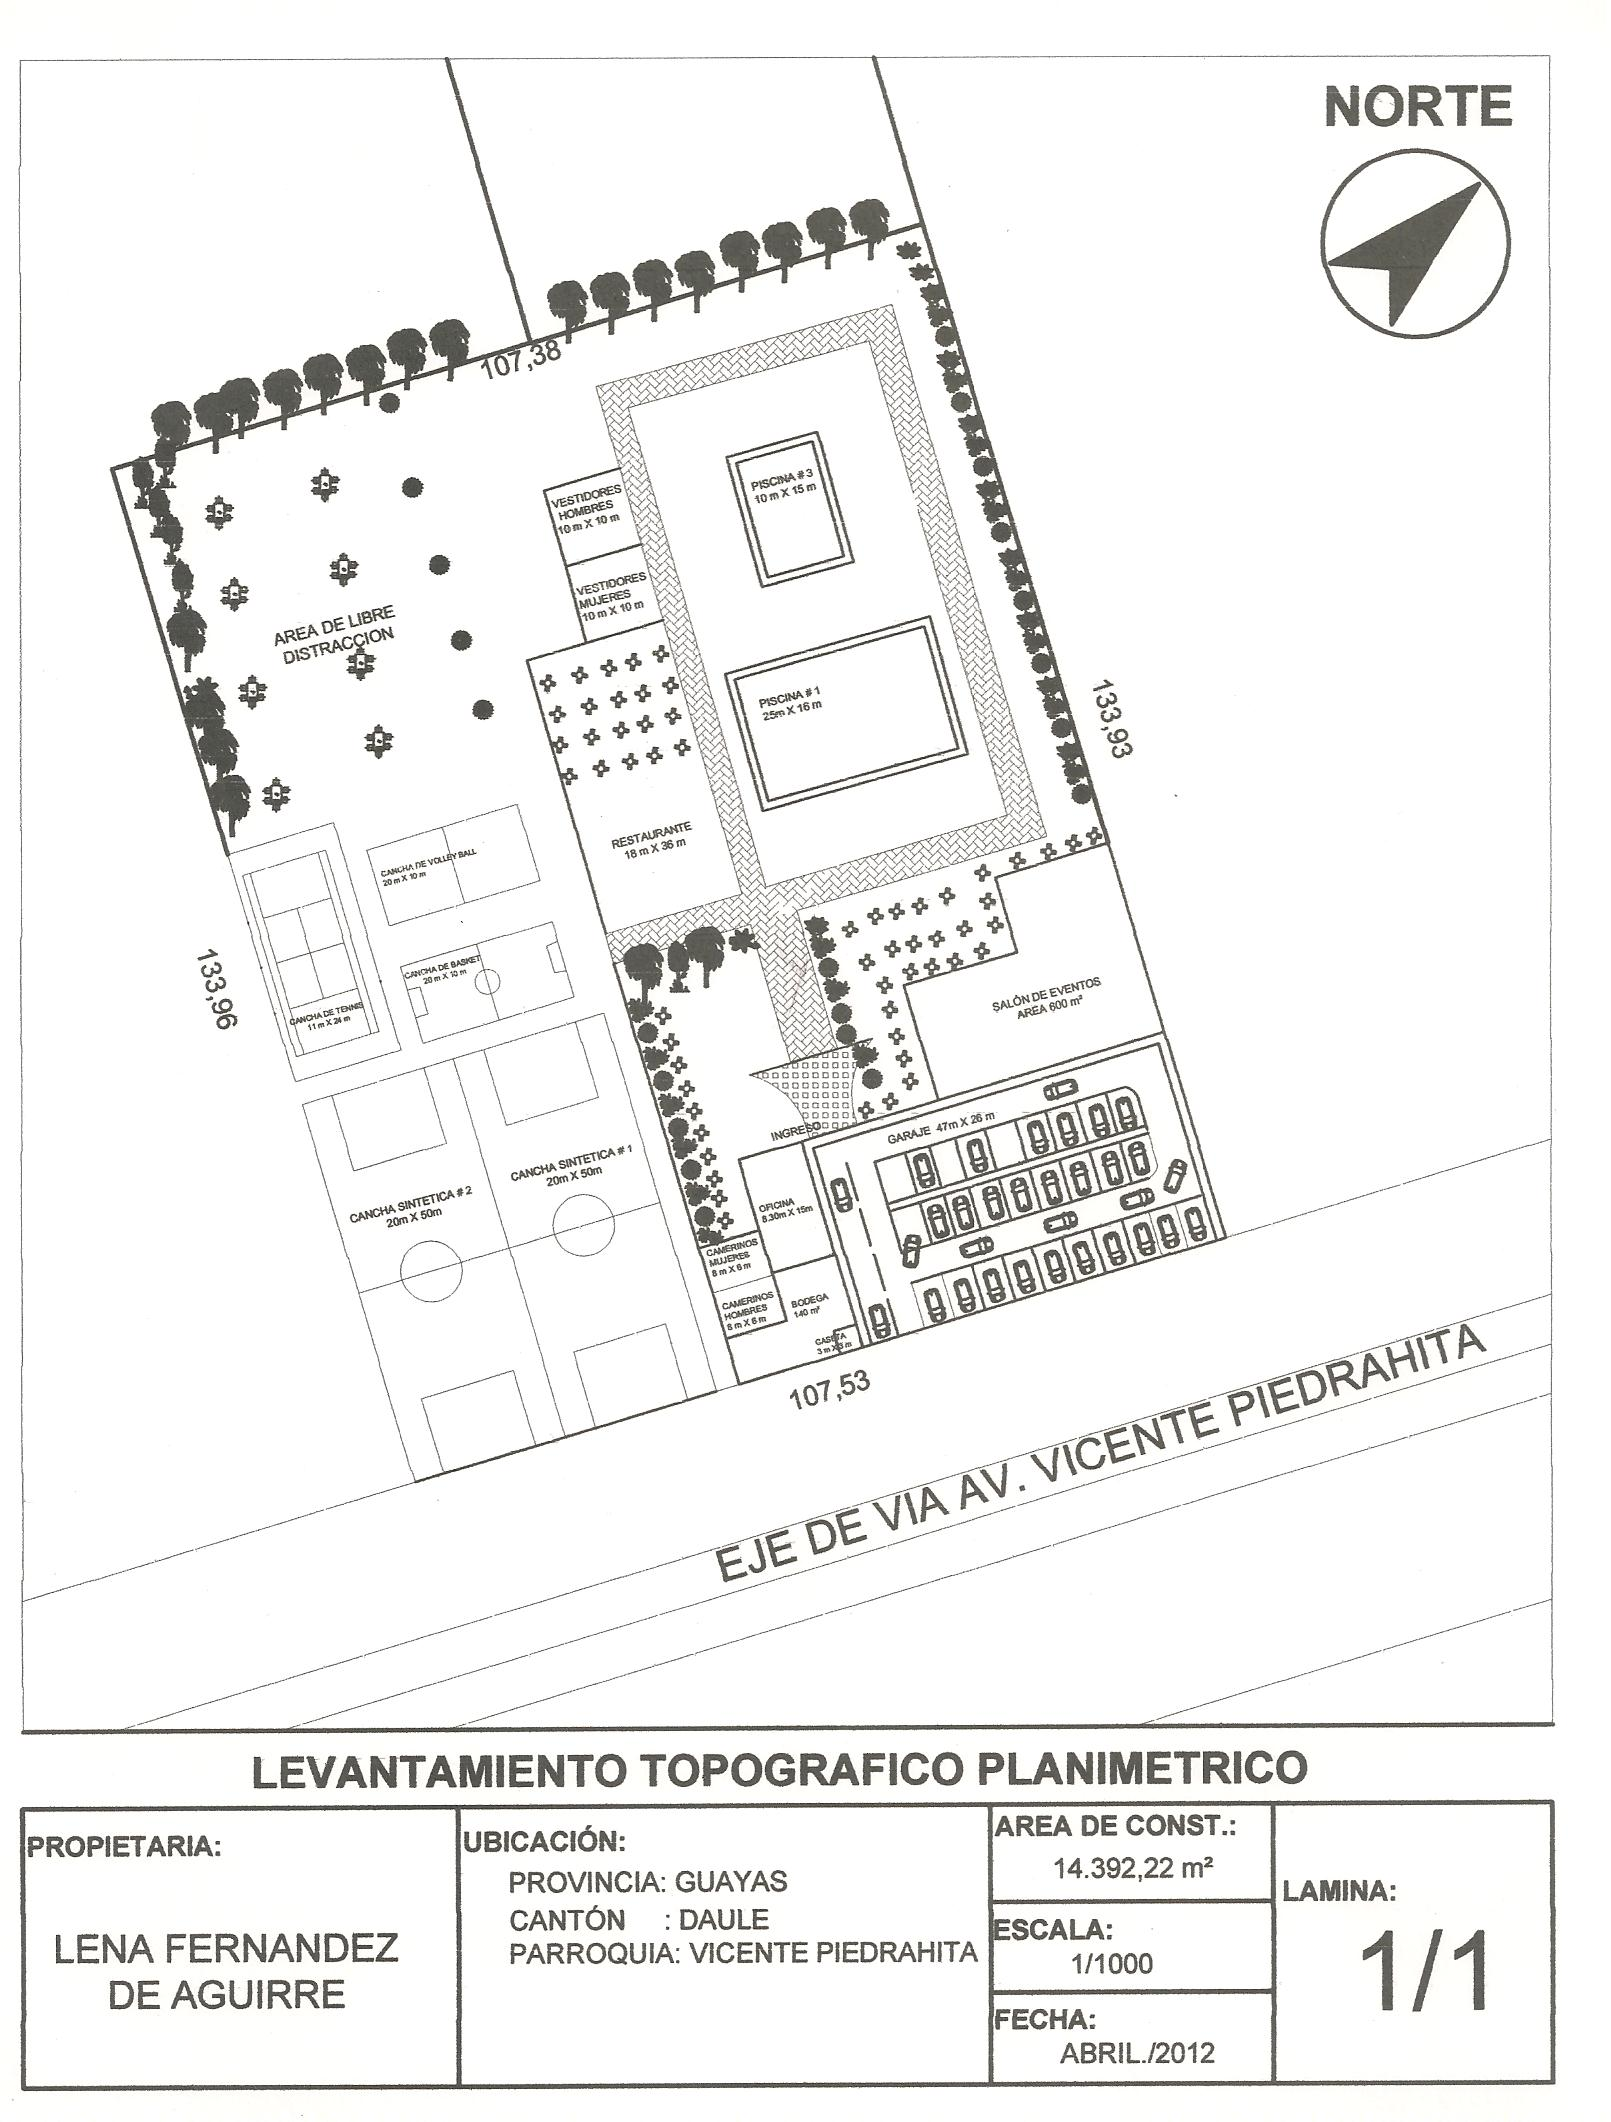 NORTE
107,38
PISCINA # 3
10 m X 15 m
VESTIDORES
HOMBRES
10 m X 10 m
VESTIDORES
MUJERES
10 m X 10 m
AREA DE LIBRE
DISTRACCION
PISCINA # 1
25m X 16 m
133,93
RESTAURANTE
18 m X 36 m
CANCHA DE VOLLEY BALL
20 m X 10 m
CANCHA DE BASKET
20 m X 10 m
133,96
CANCHA DE TENNIS
11 m X 24 m
SALÓN DE EVENTOS
AREA 600 m²
INGRESO
GARAJE 47m X 26 m
CANCHA SINTETICA # 1
20m X 50m
CANCHA SINTETICA # 2
20m X 50m
OFICINA
8.30m X 15m
CAMERINOS
MUJERES
8 m X 6 m
CAMERINOS
HOMBRES
8 m X 6 m
BODEGA
140 m²
CASETA
3 m X 3 m
107,53
EJE DE VIA AV. VICENTE PIEDRAHITA
LEVANTAMIENTO TOPOGRAFICO PLANIMETRICO
PROPIETARIA:
LENA FERNANDEZ
DE AGUIRRE
UBICACIÓN:
PROVINCIA: GUAYAS
CANTÓN : DAULE
PARROQUIA: VICENTE PIEDRAHITA
AREA DE CONST.:
14.392,22 m²
ESCALA:
1/1000
FECHA:
ABRIL./2012
LAMINA:
1/1